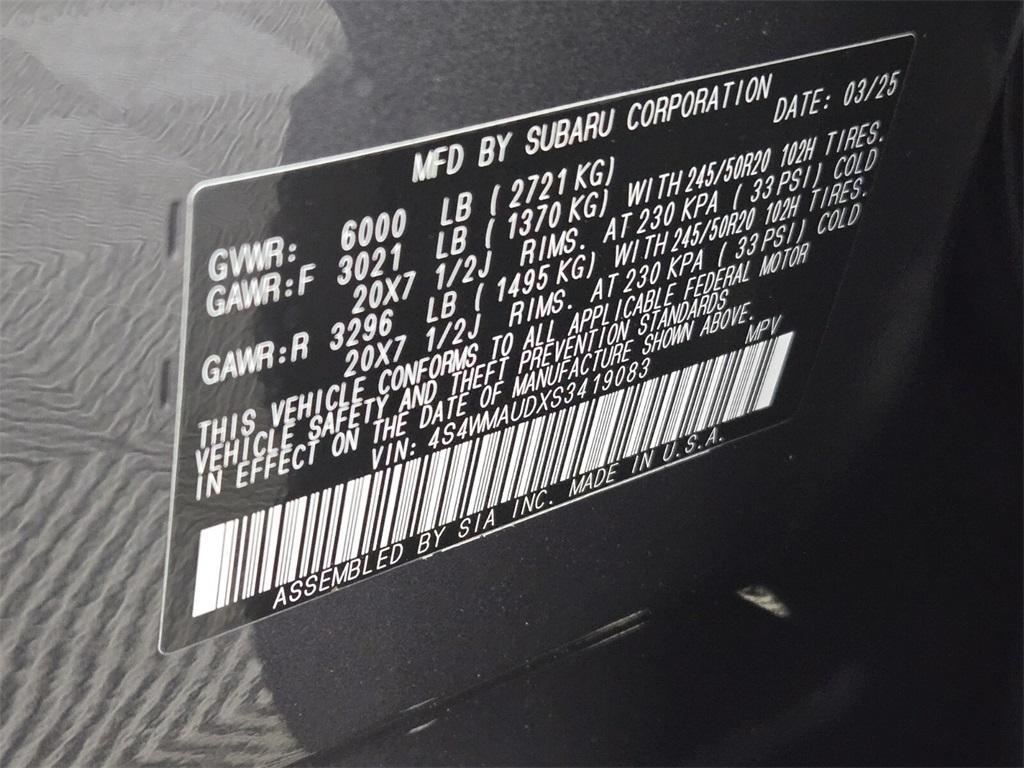 MFD BY SUBARU CORPORATION
DATE: 03/25
GVWR: 6000 LB ( 2721 KG)
GAWR:F 3021 LB ( 1370 KG) WITH 245/50R20 102H TIRES.
20X7 1/2J RIMS. AT 230 KPA ( 33 PSI) COLD
GAWR:R 3296 LB ( 1495 KG) WITH 245/50R20 102H TIRES.
20X7 1/2J RIMS. AT 230 KPA ( 33 PSI) COLD
THIS VEHICLE CONFORMS TO ALL APPLICABLE FEDERAL MOTOR
VEHICLE SAFETY AND THEFT PREVENTION STANDARDS
IN EFFECT ON THE DATE OF MANUFACTURE SHOWN ABOVE.
VIN: 4S4WMAUDXS3419083 MPV
ASSEMBLED BY SIA INC. MADE IN U.S.A.